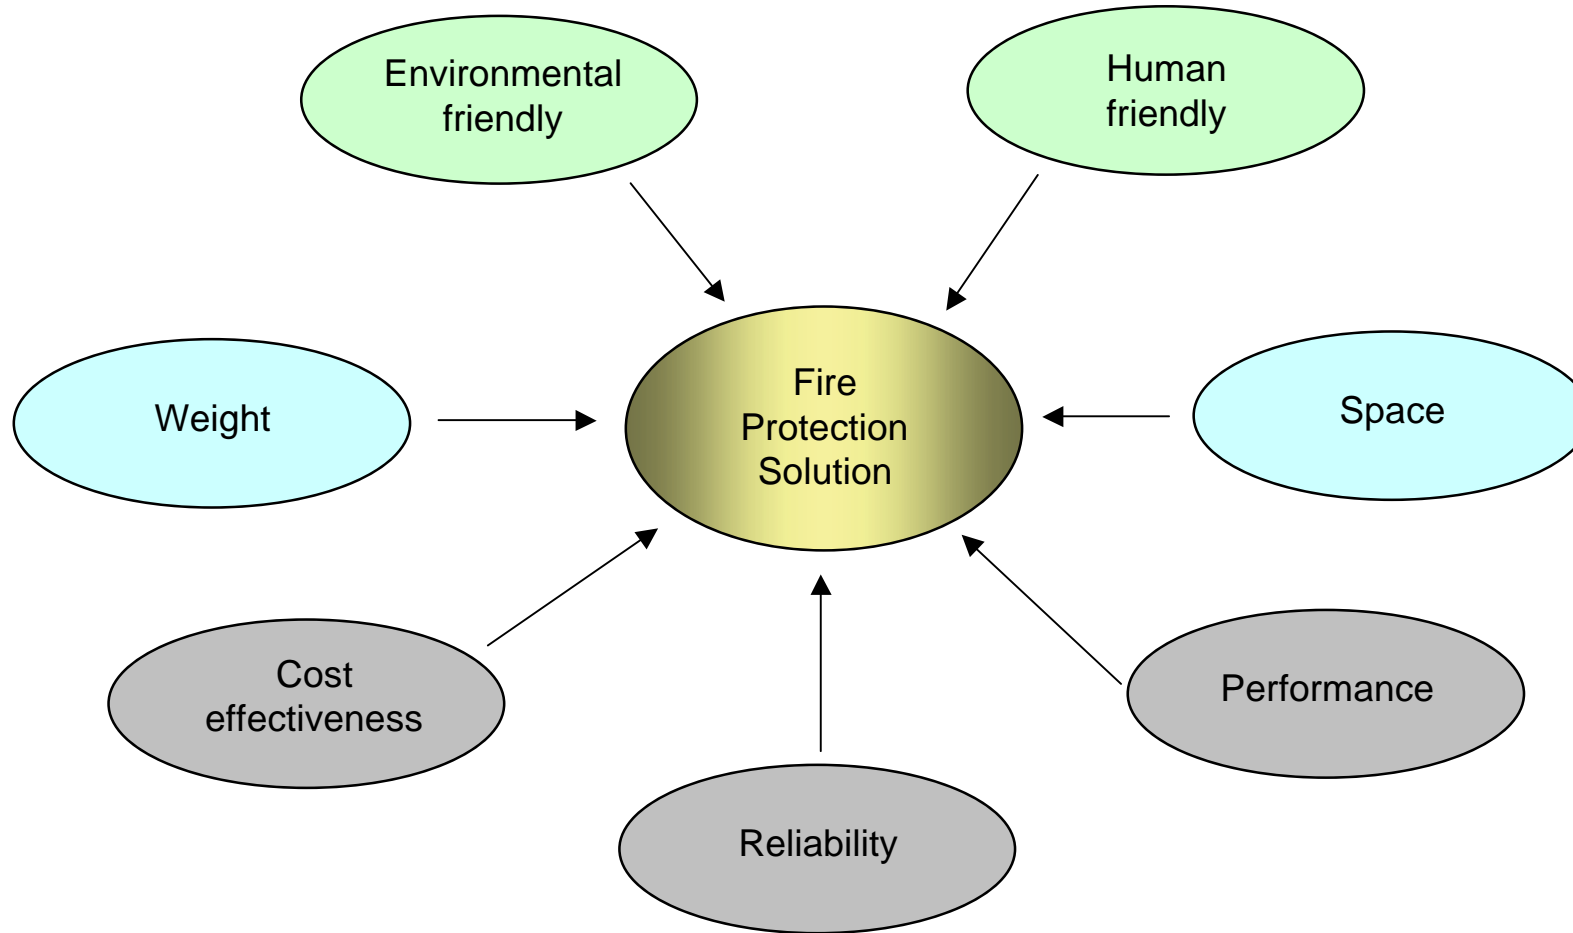 Environmental
friendly
Human
friendly
Weight
Fire
Protection
Solution
Space
Cost
effectiveness
Performance
Reliability